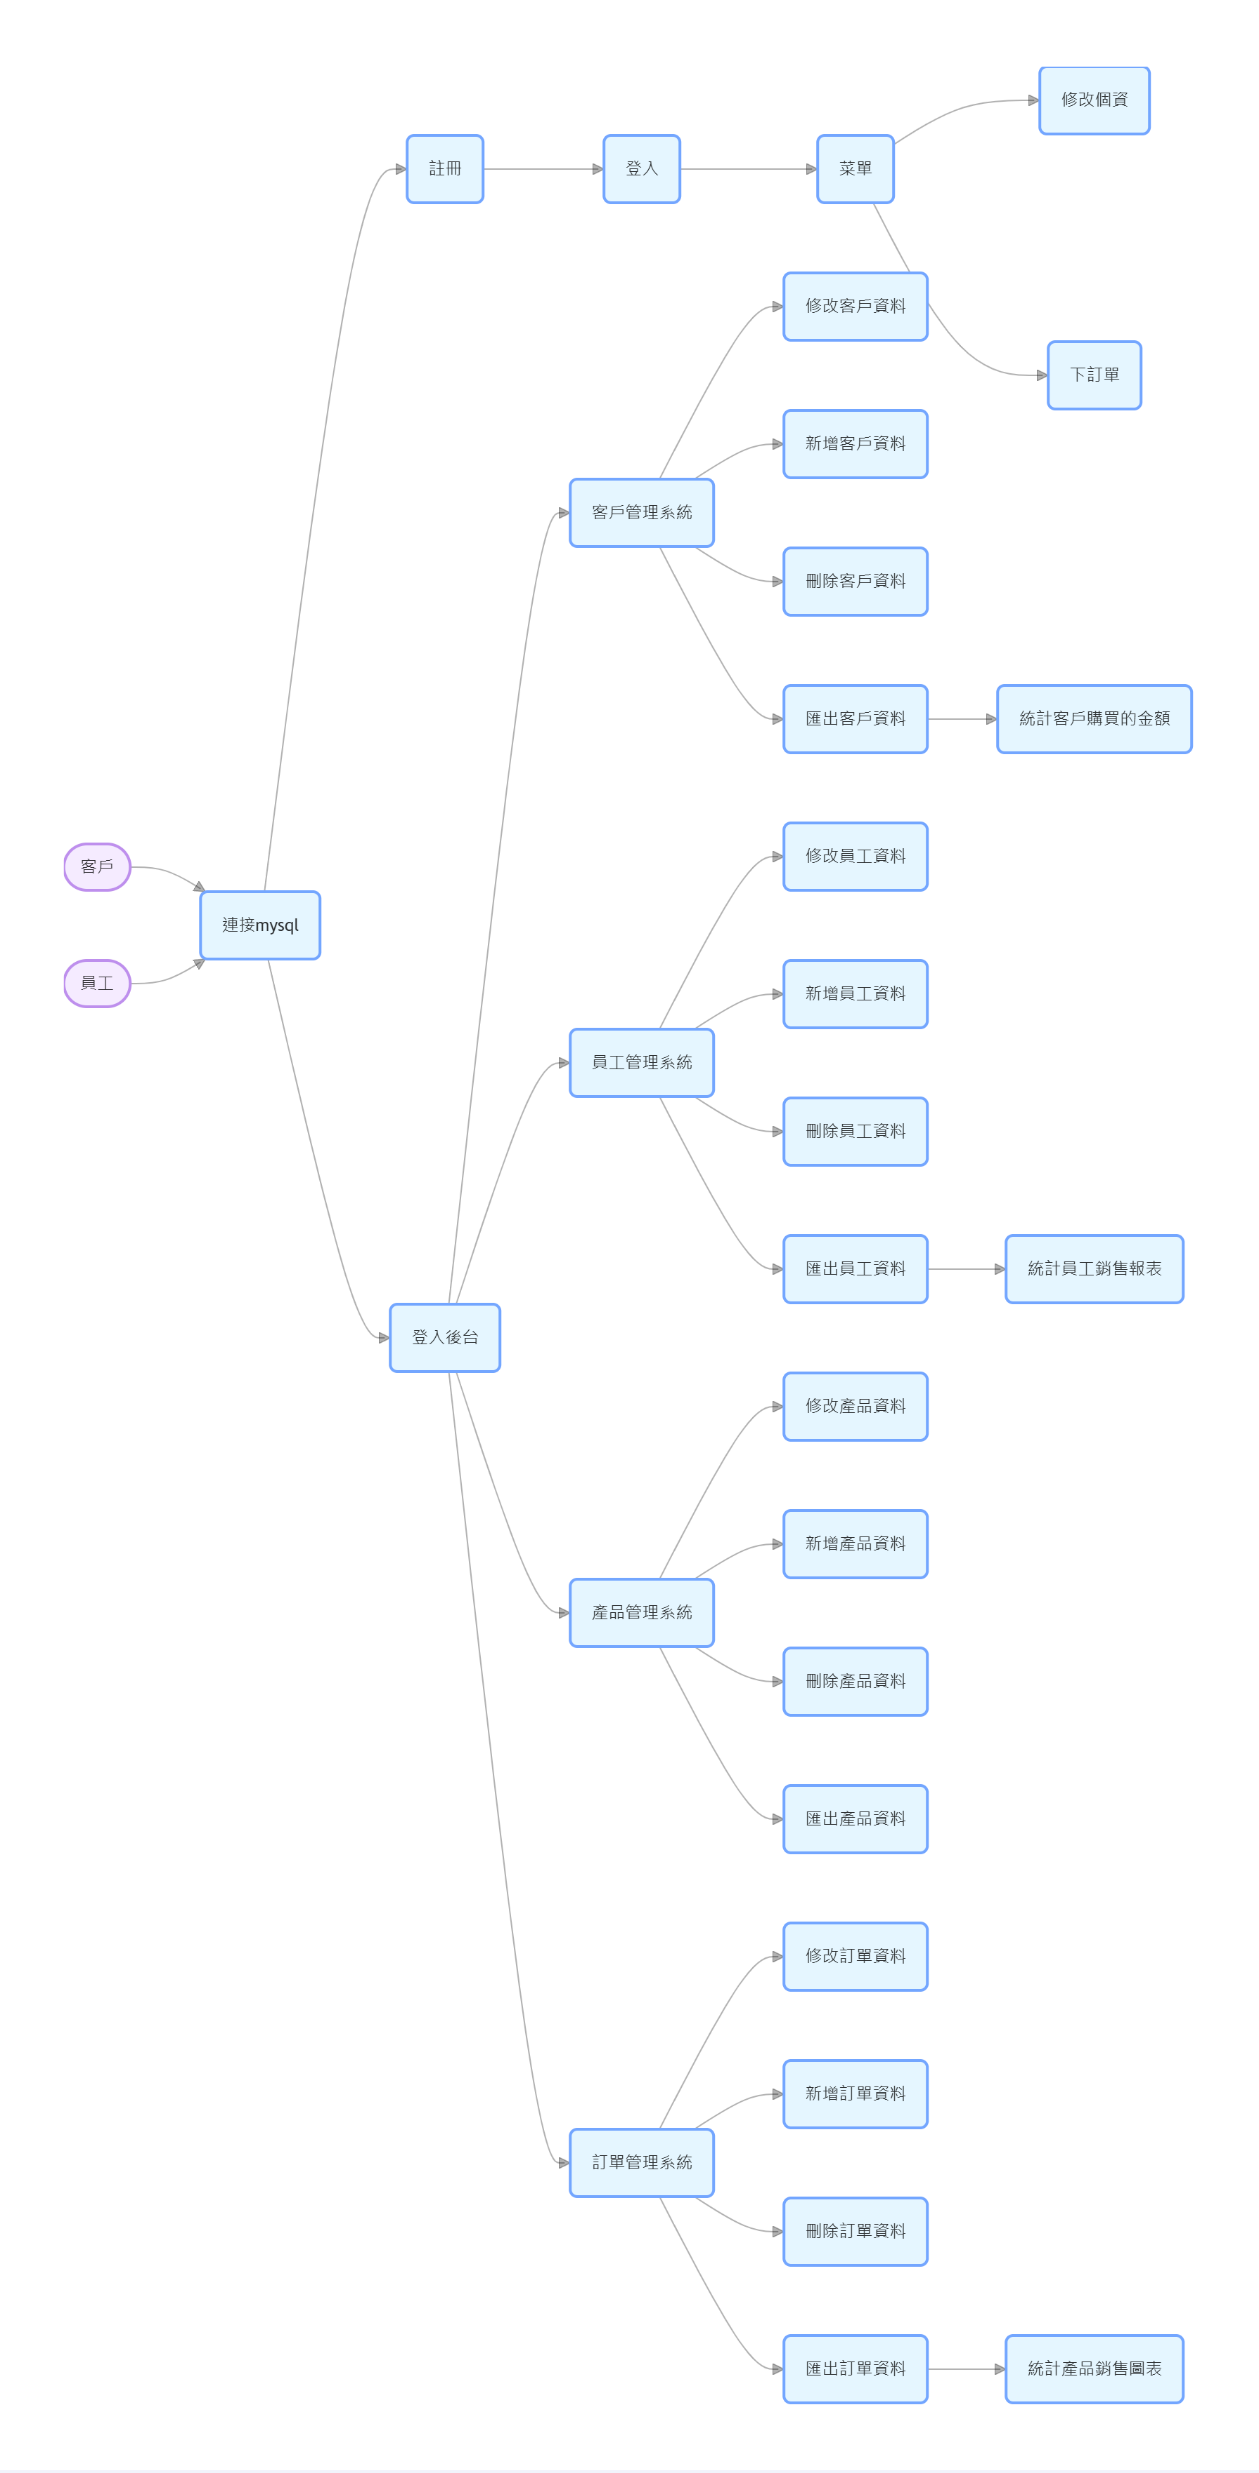 修改個資
註冊
登入
菜單
修改客戶資料
下訂單
新增客戶資料
客戶管理系統
刪除客戶資料
匯出客戶資料
統計客戶購買的金額
修改員工資料
客戶
連接mysql
員工
新增員工資料
員工管理系統
刪除員工資料
匯出員工資料
統計員工銷售報表
登入後台
修改產品資料
新增產品資料
產品管理系統
刪除產品資料
匯出產品資料
修改訂單資料
新增訂單資料
訂單管理系統
刪除訂單資料
匯出訂單資料
統計產品銷售圖表